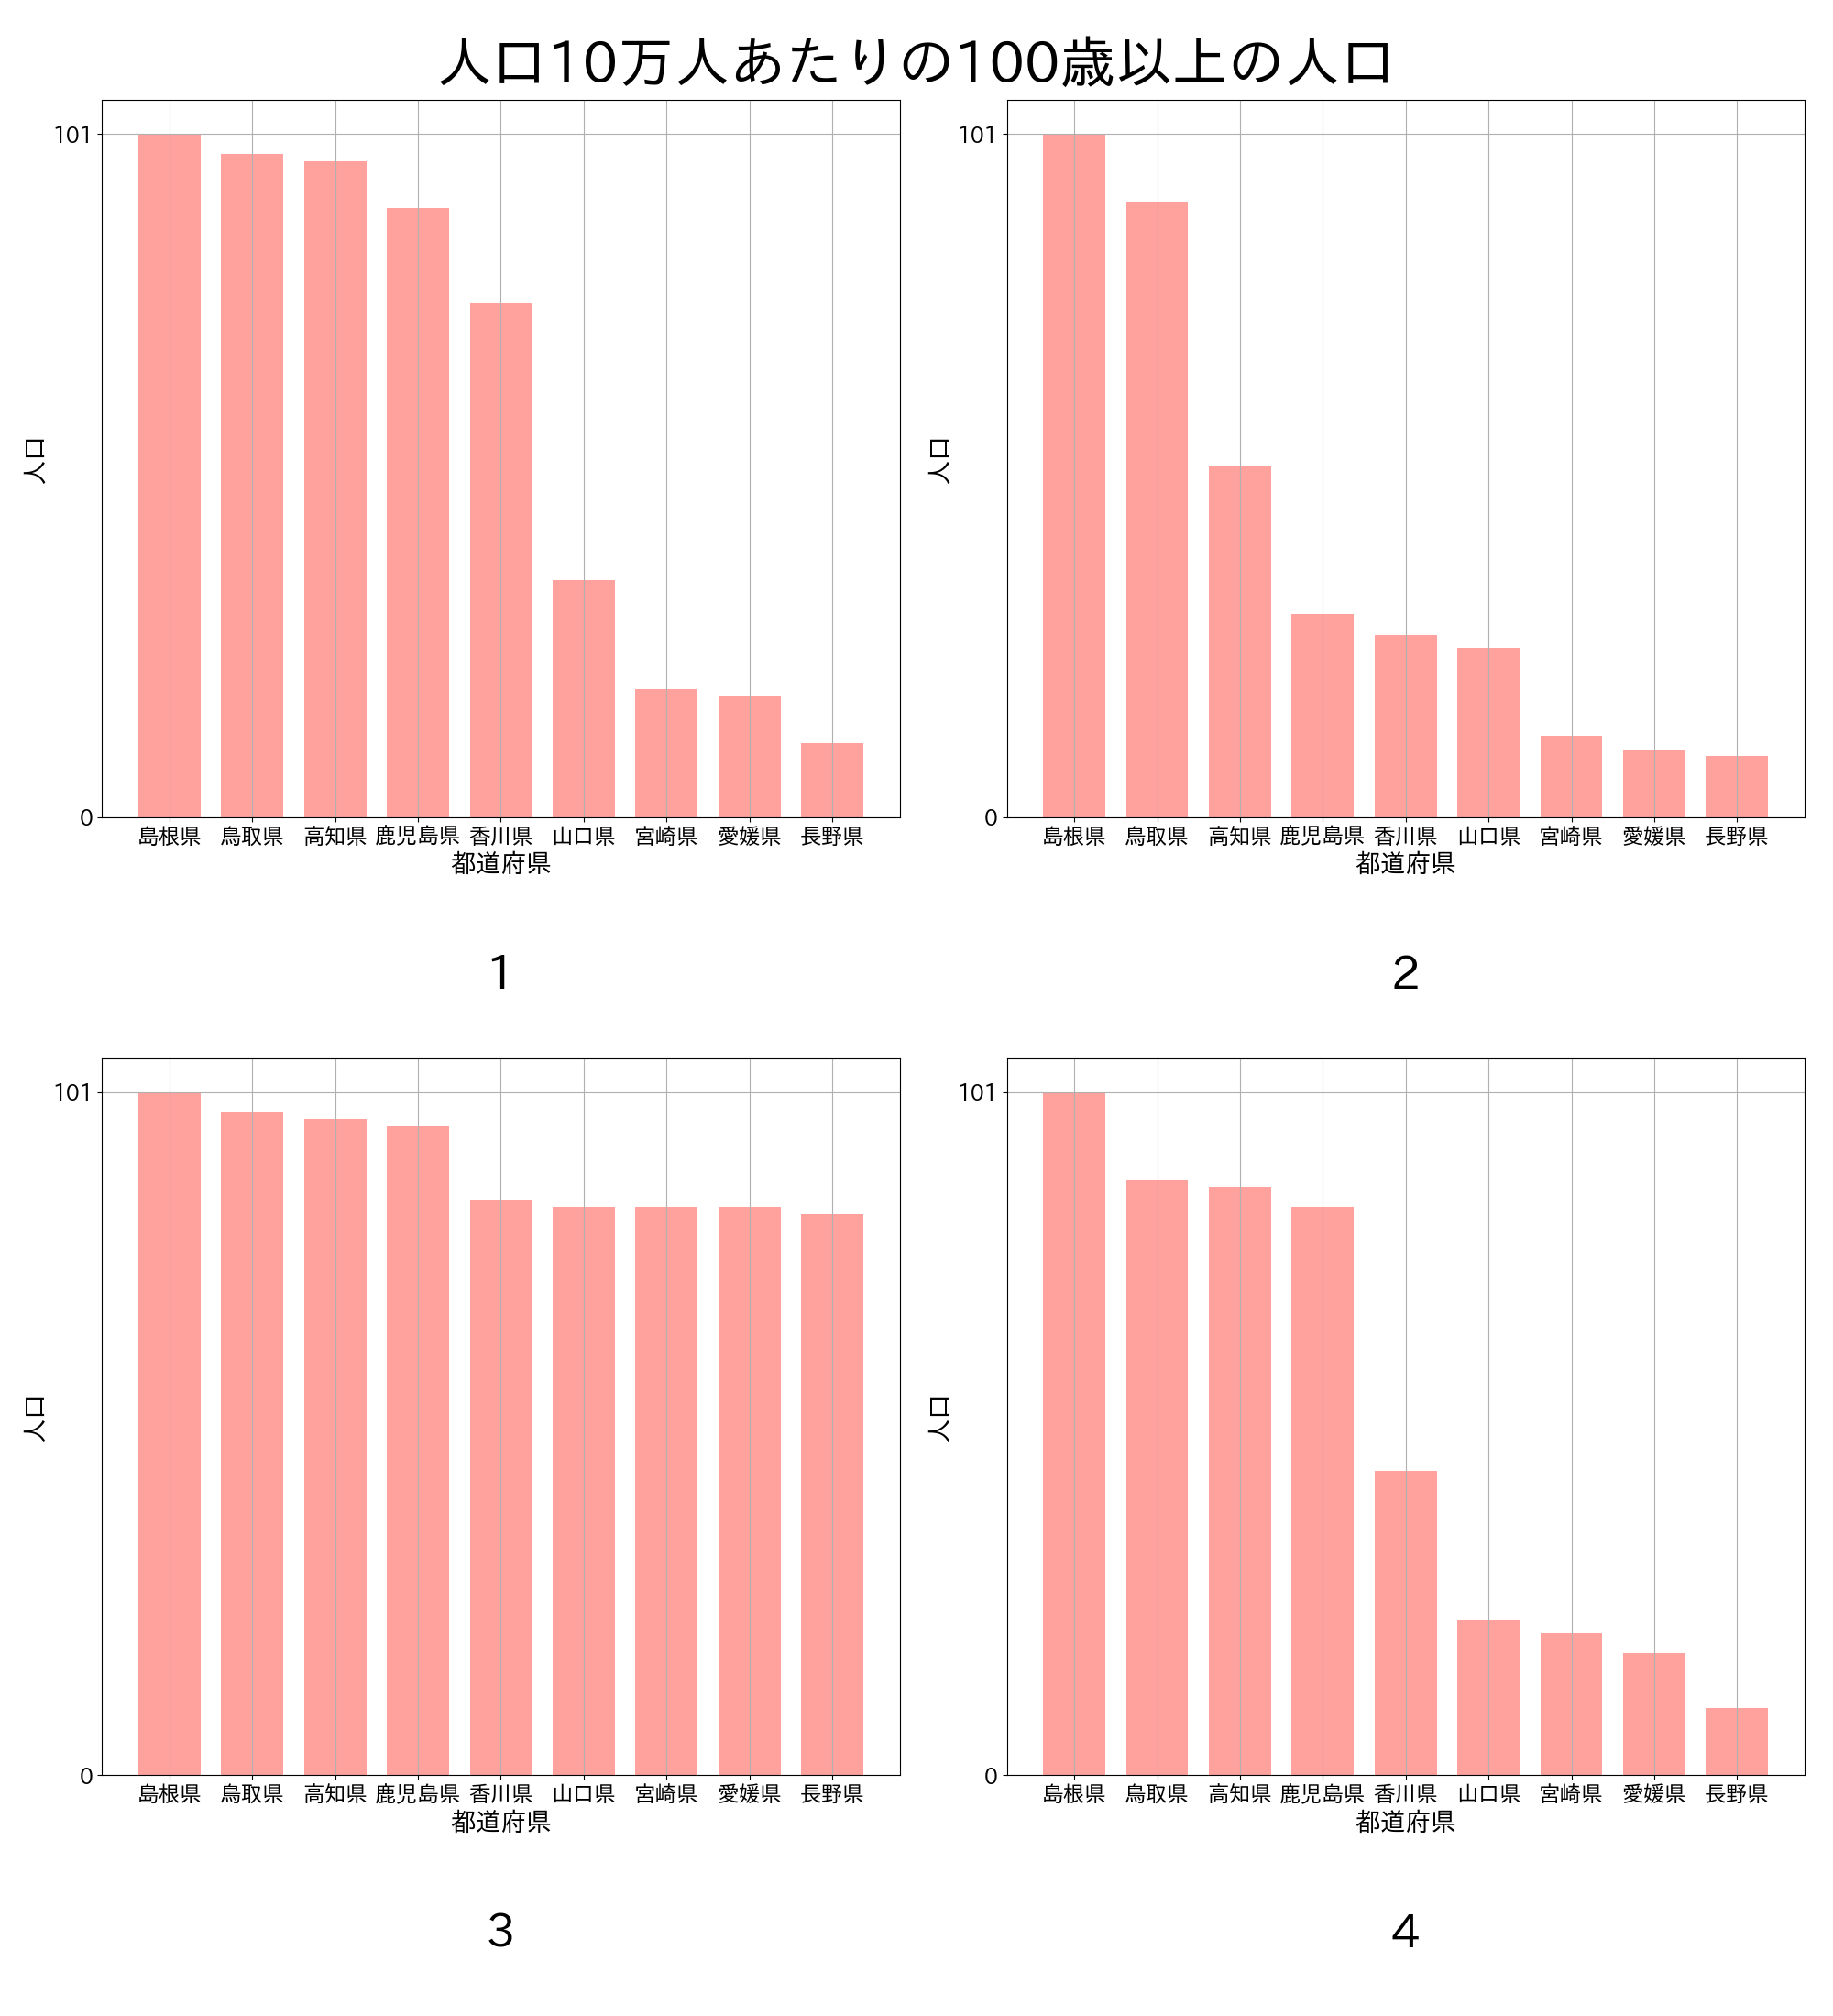 人口10万人あたりの100歳以上の人口
人口
101
0
島根県 鳥取県 高知県 鹿児島県 香川県 山口県 宮崎県 愛媛県 長野県
都道府県
1
人口
101
0
島根県 鳥取県 高知県 鹿児島県 香川県 山口県 宮崎県 愛媛県 長野県
都道府県
2
人口
101
0
島根県 鳥取県 高知県 鹿児島県 香川県 山口県 宮崎県 愛媛県 長野県
都道府県
3
人口
101
0
島根県 鳥取県 高知県 鹿児島県 香川県 山口県 宮崎県 愛媛県 長野県
都道府県
4